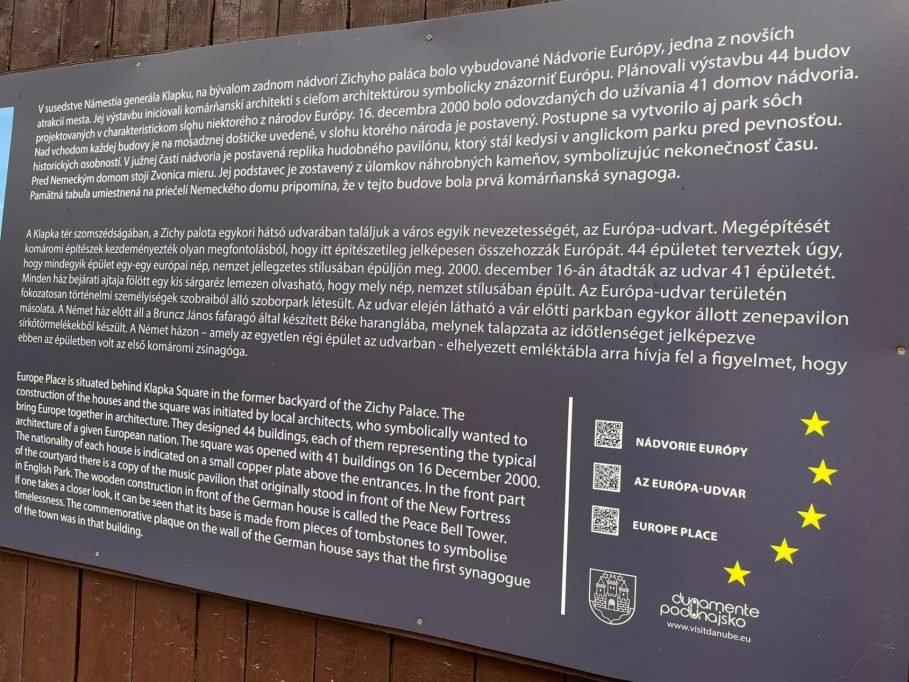 V susedstve Námestia generála Klapku, na bývalom zadnom nádvorí Zichyho paláca bolo vybudované Nádvorie Európy, jedna z novších
atrakcií mesta. Jej výstavbu iniciovali komárňanskí architekti s cieľom architektúrou symbolicky znázorniť Európu. Plánovali výstavbu 44 budov
projektovaných v charakteristickom slohu niektorého z národov Európy. 16. decembra 2000 bolo odovzdaných do užívania 41 domov nádvoria.
Nad vchodom každej budovy je na mosadznej doštičke uvedené, v slohu ktorého národa je postavený. Postupne sa vytvorilo aj park sôch
historických osobností. V južnej časti nádvoria je postavená replika hudobného pavilónu, ktorý stál kedysi v anglickom parku pred pevnosťou.
Pred Nemeckým domom stojí Zvonica mieru. Jej podstavec je zostavený z úlomkov náhrobných kameňov, symbolizujúc nekonečnosť času.
Pamätná tabuľa umiestnená na priečelí Nemeckého domu pripomína, že v tejto budove bola prvá komárňanská synagoga.
A Klapka tér szomszédságában, a Zichy palota egykori hátsó udvarában találjuk a város egyik nevezetességét, az Európa-udvart. Megépítését
komáromi építészek kezdeményezték olyan megfontolásból, hogy itt építészetileg jelképesen összehozzák Európát. 44 épületet terveztek úgy,
hogy mindegyik épület egy-egy európai nép, nemzet jellegzetes stílusában épüljön meg. 2000. december 16-án átadták az udvar 41 épületét.
Minden ház bejárati ajtaja fölött egy kis sárgaréz lemezen olvasható, hogy mely nép, nemzet stílusában épült. Az Európa-udvar területén
fokozatosan történelmi személyiségek szobraiból álló szoborpark létesült. Az udvar elején látható a vár előtti parkban egykor állott zenepavilon
másolata. A Német ház előtt áll a Bruncz János fafaragó által készített Béke harangláb, melynek talapzata az időtlenséget jelképezve
sírkőtörmelékekből készült. A Német házon – amely az egyetlen régi épület az udvarban - elhelyezett emléktábla arra hívja fel a figyelmet, hogy
ebben az épületben volt az első komáromi zsinagóga.
Europe Place is situated behind Klapka Square in the former backyard of the Zichy Palace. The
construction of the houses and the square was initiated by local architects, who symbolically wanted to
bring Europe together in architecture. They designed 44 buildings, each of them representing the typical
architecture of a given European nation. The square was opened with 41 buildings on 16 December 2000.
The nationality of each house is indicated on a small copper plate above the entrances. In the front part
of the courtyard there is a copy of the music pavilion that originally stood in front of the New Fortress
in English Park. The wooden construction in front of the German house is called the Peace Bell Tower.
If one takes a closer look, it can be seen that its base is made from pieces of tombstones to symbolise
timelessness. The commemorative plaque on the wall of the German house says that the first synagogue
of the town was in that building.
NÁDVORIE EURÓPY
AZ EURÓPA-UDVAR
EUROPE PLACE
dynamente
podunajsko
www.visitdanube.eu